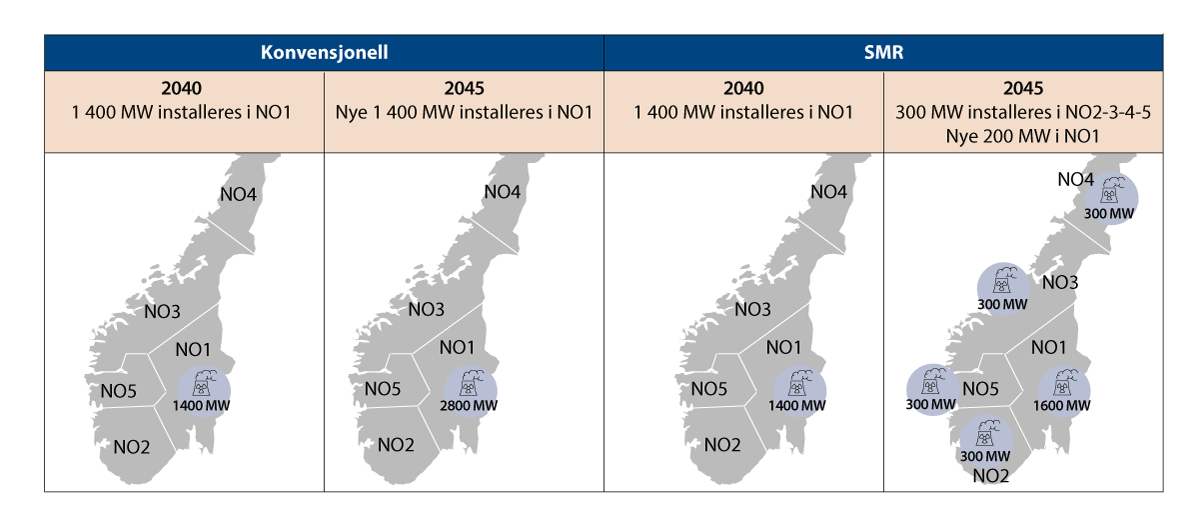 Konvensjonell
SMR
2040
1 400 MW installeres i NO1
2045
Nye 1 400 MW installeres i NO1
2040
1 400 MW installeres i NO1
2045
300 MW installeres i NO2-3-4-5
Nye 200 MW i NO1
NO4
NO3
NO1
NO5
1400 MW
NO2
NO4
NO3
NO1
NO5
2800 MW
NO2
NO4
NO3
NO1
NO5
1400 MW
NO2
NO4
300 MW
NO3
300 MW
NO1
NO5
300 MW
1600 MW
300 MW
NO2